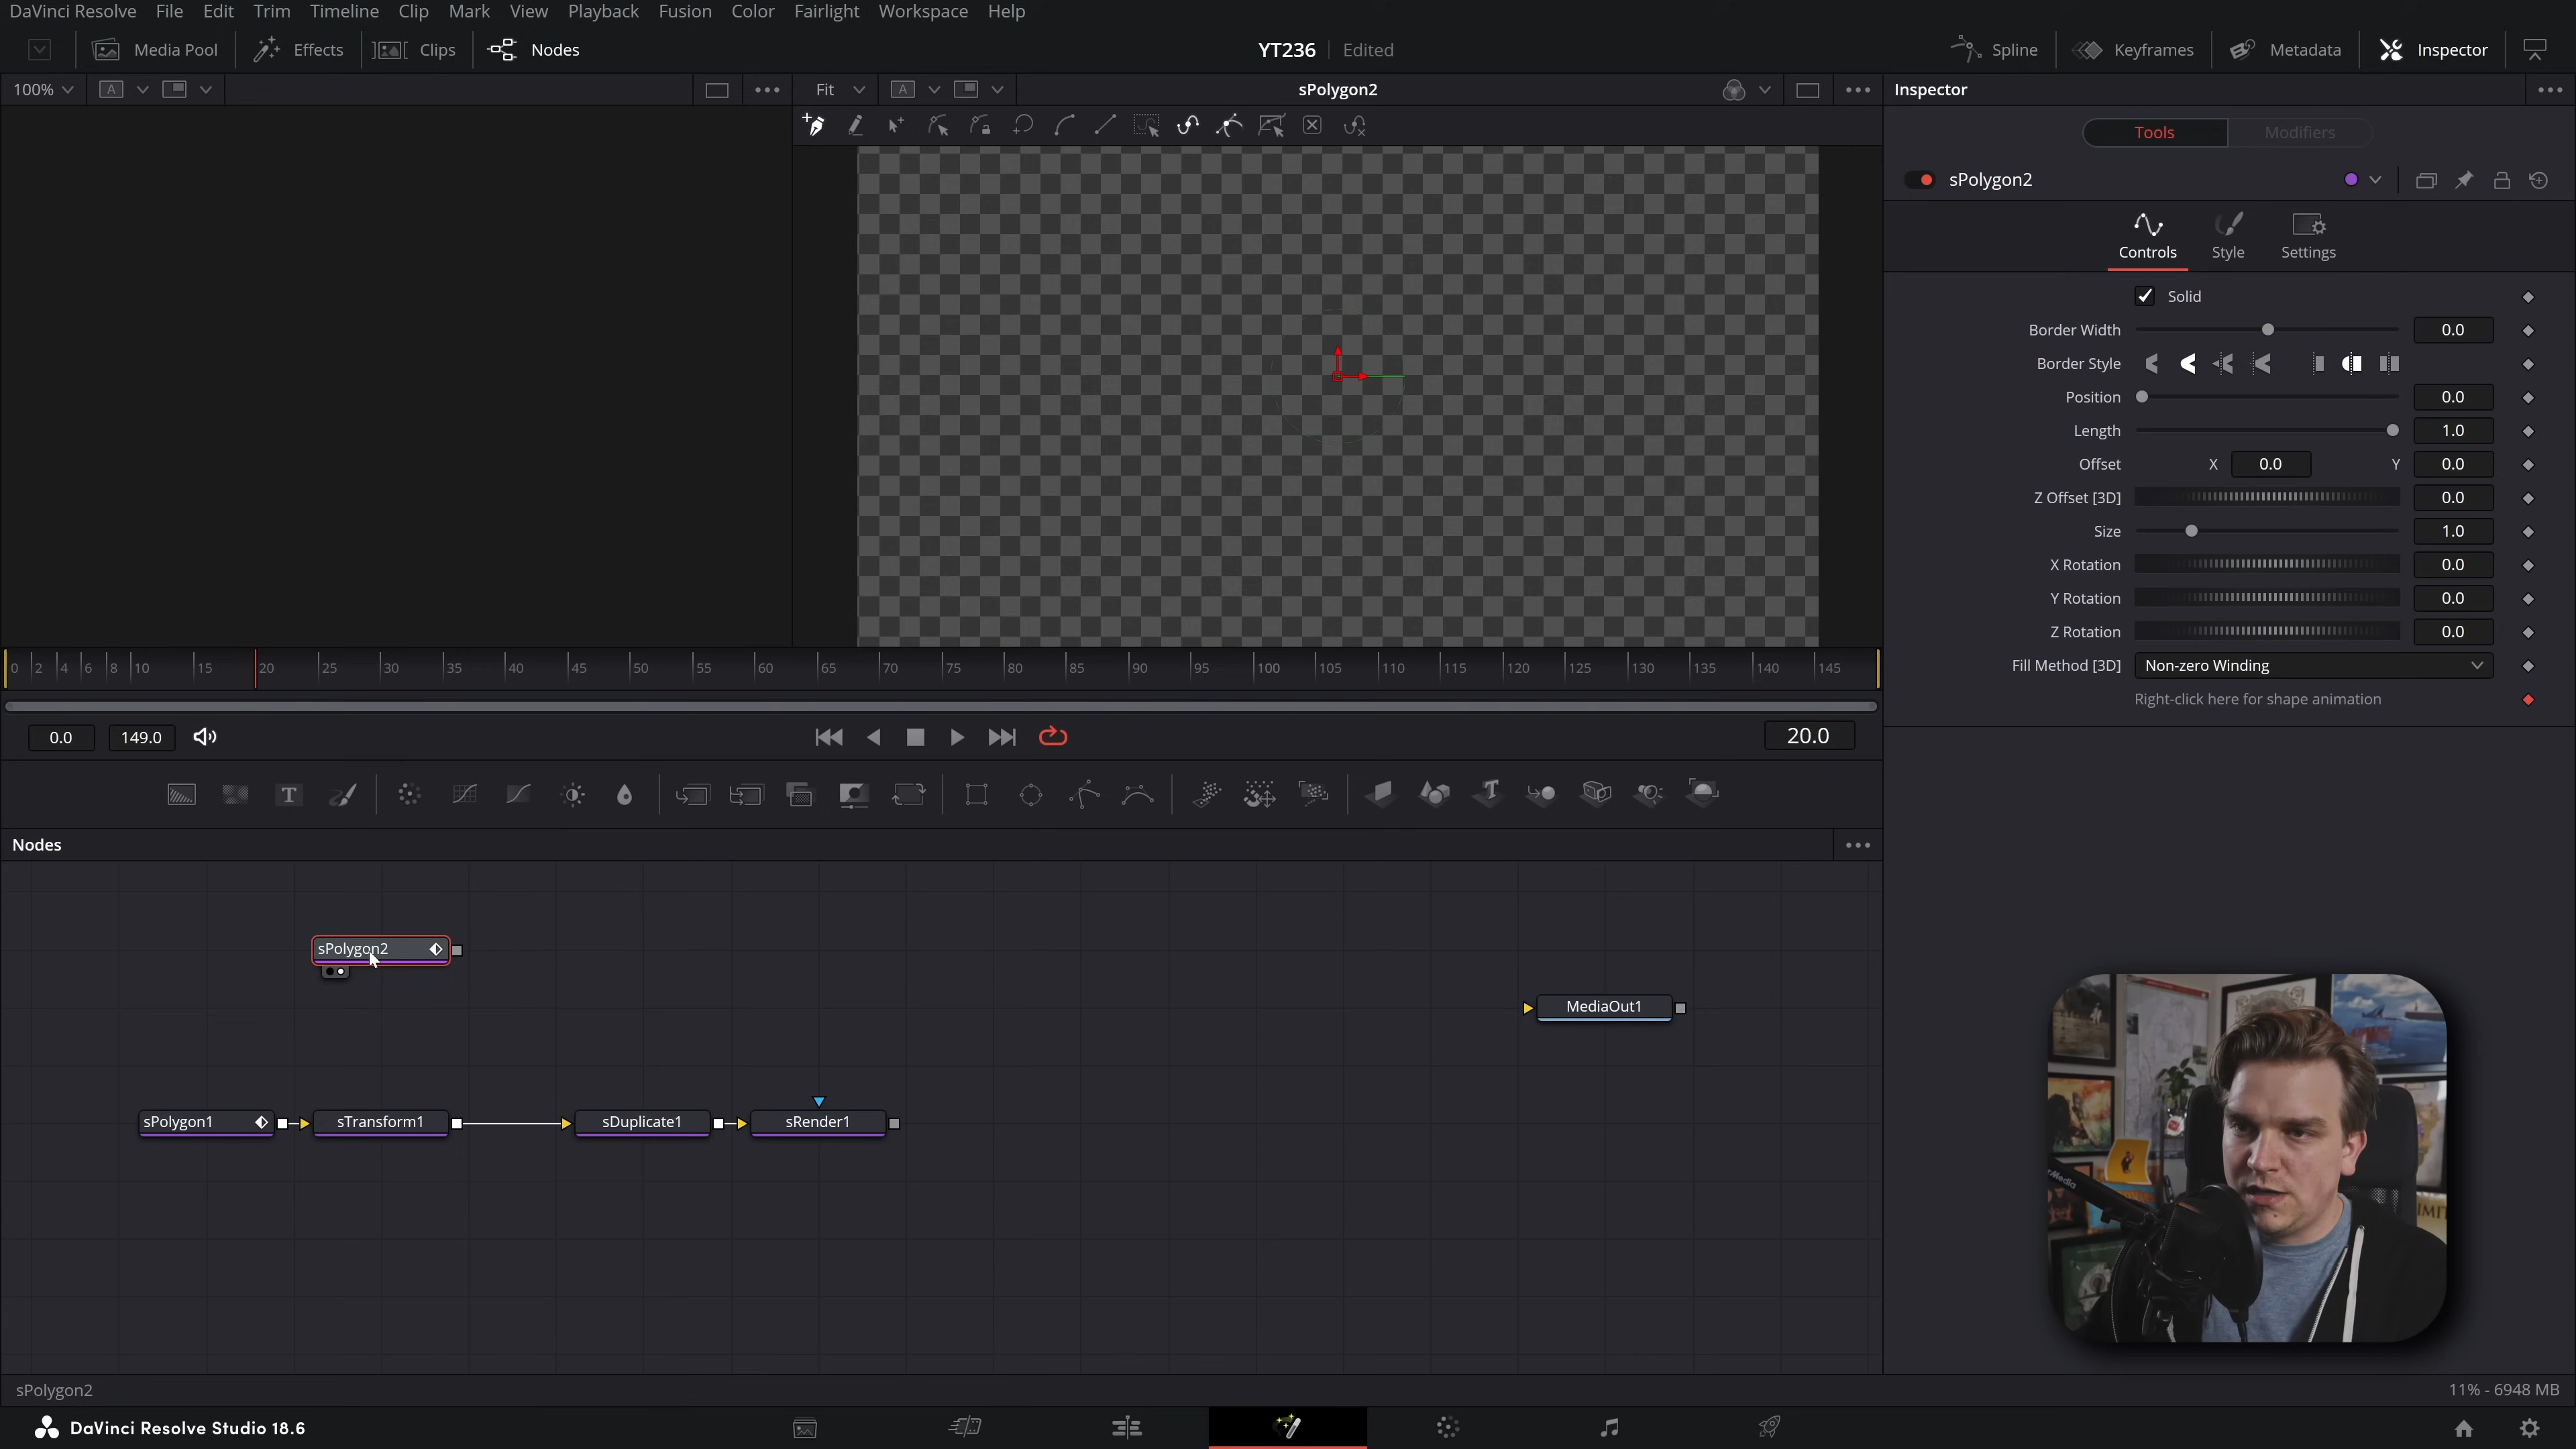 DaVinci Resolve File Edit Trim Timeline Clip Mark View Playback Fusion Color Fairlight Workspace Help
Media Pool Effects Clips Nodes YT236 Edited Spline Keyframes Metadata Inspector
100% A Fit A sPolygon2 Inspector
Tools Modifiers
sPolygon2
Controls Style Settings
Solid
Border Width 0.0
Border Style
Position 0.0
Length 1.0
Offset X 0.0 Y 0.0
Z Offset [3D] 0.0
Size 1.0
X Rotation 0.0
Y Rotation 0.0
Z Rotation 0.0
Fill Method [3D] Non-zero Winding
Right-click here for shape animation
0 2 4 6 8 10 15 20 25 30 35 40 45 50 55 60 65 70 75 80 85 90 95 100 105 110 115 120 125 130 135 140 145
0.0 149.0 20.0
T T
Nodes
sPolygon2
MediaOut1
sPolygon1 sTransform1 sDuplicate1 sRender1
sPolygon2 11% - 6948 MB
DaVinci Resolve Studio 18.6